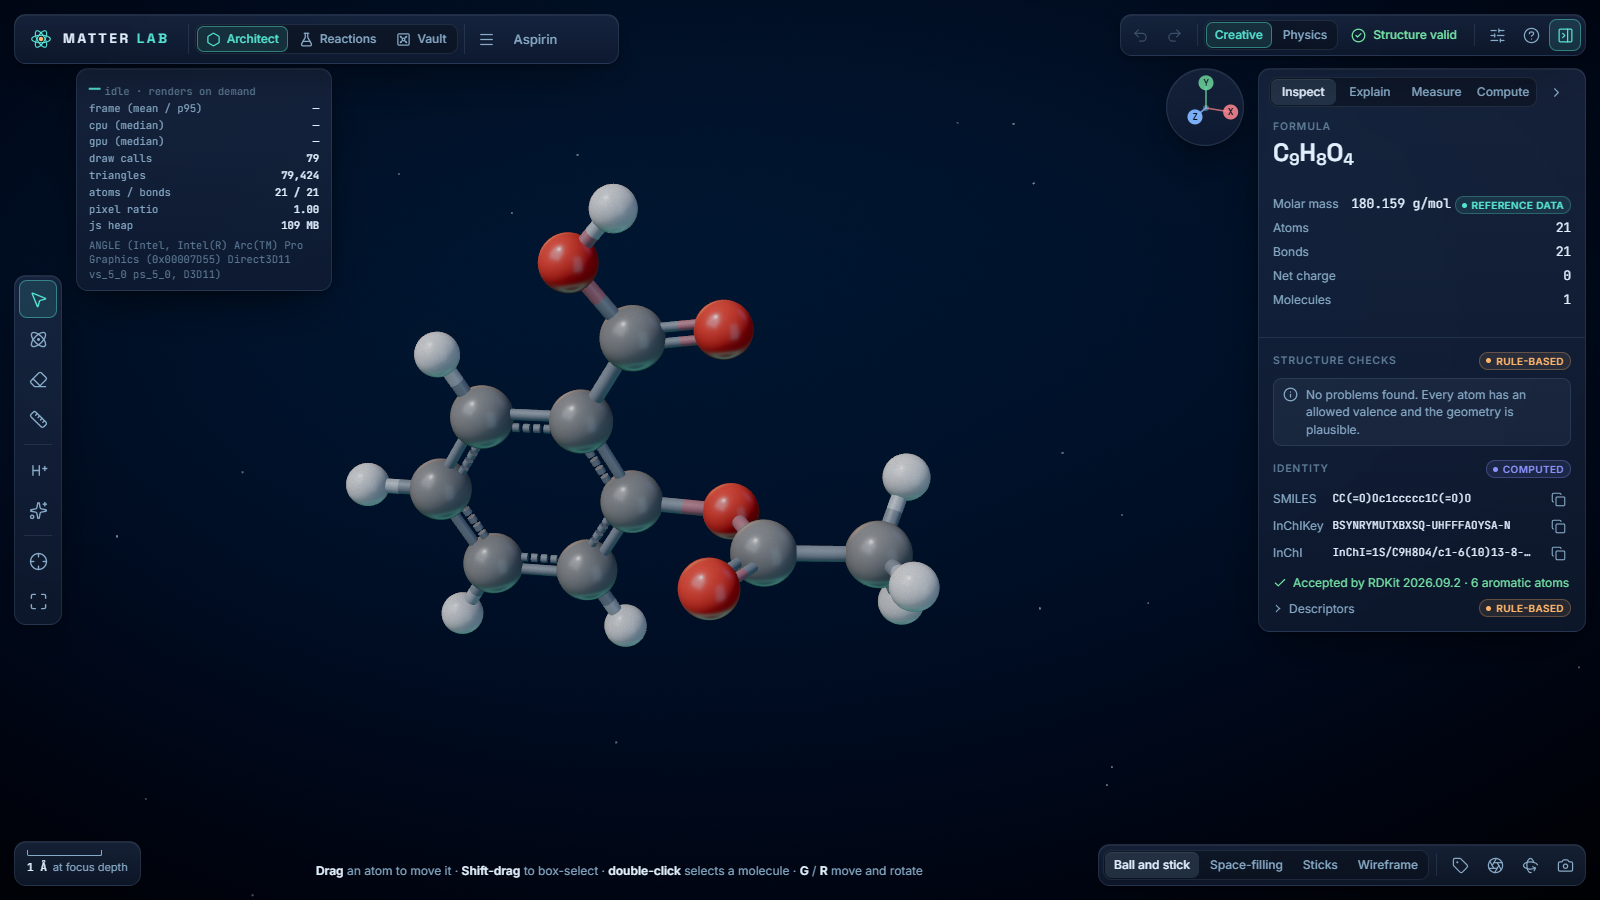 MATTER LAB
Architect
Reactions
Vault
Aspirin
Creative
Physics
Structure valid
idle · renders on demand
frame (mean / p95) —
cpu (median) —
gpu (median) —
draw calls 79
triangles 79,424
atoms / bonds 21 / 21
pixel ratio 1.00
js heap 109 MB
ANGLE (Intel, Intel(R) Arc(TM) Pro
Graphics (0x00007D55) Direct3D11
vs_5_0 ps_5_0, D3D11)
Y
X
Z
H+
Inspect
Explain
Measure
Compute
FORMULA
C₉H₈O₄
Molar mass 180.159 g/mol REFERENCE DATA
Atoms 21
Bonds 21
Net charge 0
Molecules 1
STRUCTURE CHECKS RULE-BASED
No problems found. Every atom has an
allowed valence and the geometry is
plausible.
IDENTITY COMPUTED
SMILES CC(=O)Oc1ccccc1C(=O)O
InChIKey BSYNRYMUTXBXSQ-UHFFFAOYSA-N
InChI InChI=1S/C9H8O4/c1-6(10)13-8-…
Accepted by RDKit 2026.09.2 · 6 aromatic atoms
Descriptors RULE-BASED
1 Å at focus depth
Drag an atom to move it · Shift-drag to box-select · double-click selects a molecule · G / R move and rotate
Ball and stick
Space-filling
Sticks
Wireframe